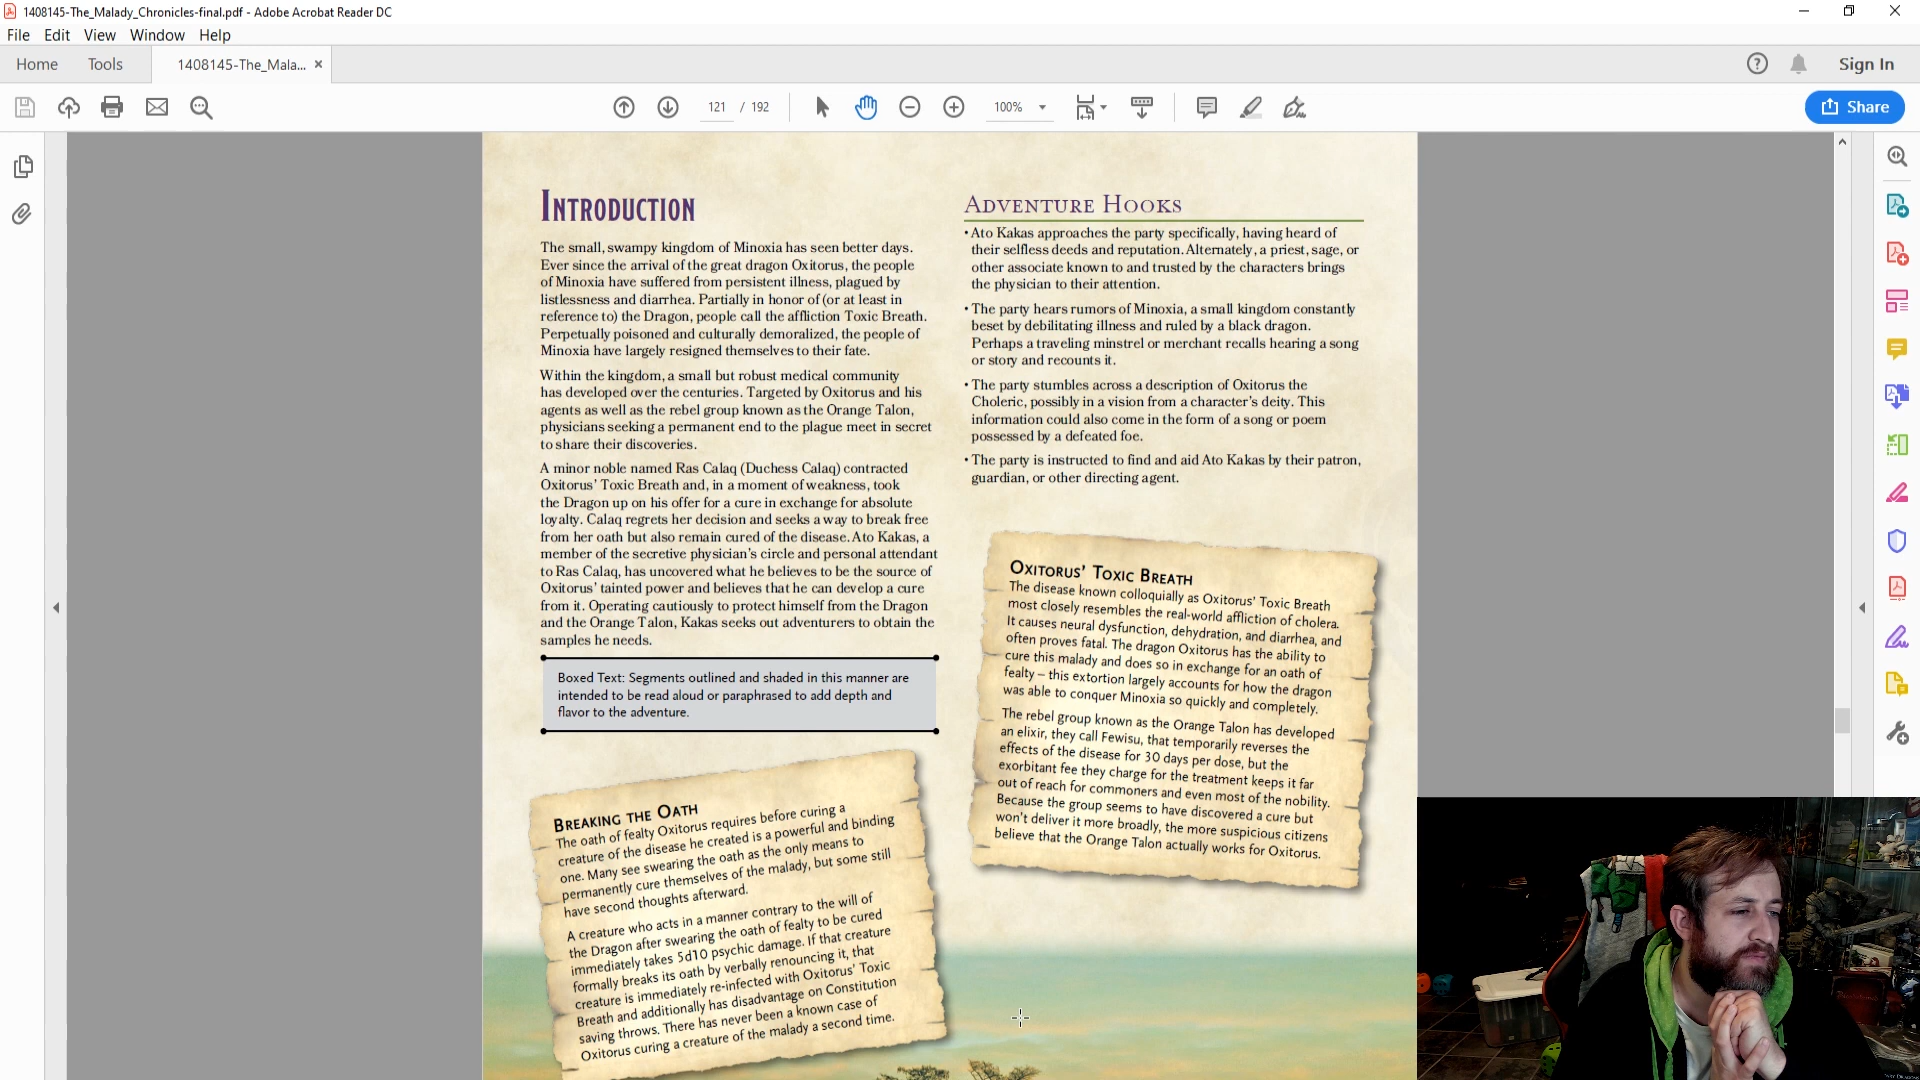 1408145-The_Malady_Chronicles-final.pdf - Adobe Acrobat Reader DC
File Edit View Window Help
Home Tools 1408145-The_Mala... × Sign In
121 / 192 100% Share
INTRODUCTION
The small, swampy kingdom of Minoxia has seen better days.
Ever since the arrival of the great dragon Oxitorus, the people
of Minoxia have suffered from persistent illness, plagued by
listlessness and diarrhea. Partially in honor of (or at least in
reference to) the Dragon, people call the affliction Toxic Breath.
Perpetually poisoned and culturally demoralized, the people of
Minoxia have largely resigned themselves to their fate.
Within the kingdom, a small but robust medical community
has developed over the centuries. Targeted by Oxitorus and his
agents as well as the rebel group known as the Orange Talon,
physicians seeking a permanent end to the plague meet in secret
to share their discoveries.
A minor noble named Ras Calaq (Duchess Calaq) contracted
Oxitorus' Toxic Breath and, in a moment of weakness, took
the Dragon up on his offer for a cure in exchange for absolute
loyalty. Calaq regrets her decision and seeks a way to break free
from her oath but also remain cured of the disease. Ato Kakas, a
member of the secretive physician's circle and personal attendant
to Ras Calaq, has uncovered what he believes to be the source of
Oxitorus' tainted power and believes that he can develop a cure
from it. Operating cautiously to protect himself from the Dragon
and the Orange Talon, Kakas seeks out adventurers to obtain the
samples he needs.
Boxed Text: Segments outlined and shaded in this manner are
intended to be read aloud or paraphrased to add depth and
flavor to the adventure.
BREAKING THE OATH
The oath of fealty Oxitorus requires before curing a
creature of the disease he created is a powerful and binding
one. Many see swearing the oath as the only means to
permanently cure themselves of the malady, but some still
have second thoughts afterward.
A creature who acts in a manner contrary to the will of
the Dragon after swearing the oath of fealty to be cured
immediately takes 5d10 psychic damage. If that creature
formally breaks its oath by verbally renouncing it, that
creature is immediately re-infected with Oxitorus' Toxic
Breath and additionally has disadvantage on Constitution
saving throws. There has never been a known case of
Oxitorus curing a creature of the malady a second time.
ADVENTURE HOOKS
• Ato Kakas approaches the party specifically, having heard of
their selfless deeds and reputation. Alternately, a priest, sage, or
other associate known to and trusted by the characters brings
the physician to their attention.
• The party hears rumors of Minoxia, a small kingdom constantly
beset by debilitating illness and ruled by a black dragon.
Perhaps a traveling minstrel or merchant recalls hearing a song
or story and recounts it.
• The party stumbles across a description of Oxitorus the
Choleric, possibly in a vision from a character's deity. This
information could also come in the form of a song or poem
possessed by a defeated foe.
• The party is instructed to find and aid Ato Kakas by their patron,
guardian, or other directing agent.
OXITORUS' TOXIC BREATH
The disease known colloquially as Oxitorus' Toxic Breath
most closely resembles the real-world affliction of cholera.
It causes neural dysfunction, dehydration, and diarrhea, and
often proves fatal. The dragon Oxitorus has the ability to
cure this malady and does so in exchange for an oath of
fealty – this extortion largely accounts for how the dragon
was able to conquer Minoxia so quickly and completely.
The rebel group known as the Orange Talon has developed
an elixir, they call Fewisu, that temporarily reverses the
effects of the disease for 30 days per dose, but the
exorbitant fee they charge for the treatment keeps it far
out of reach for commoners and even most of the nobility.
Because the group seems to have discovered a cure but
won't deliver it more broadly, the more suspicious citizens
believe that the Orange Talon actually works for Oxitorus.